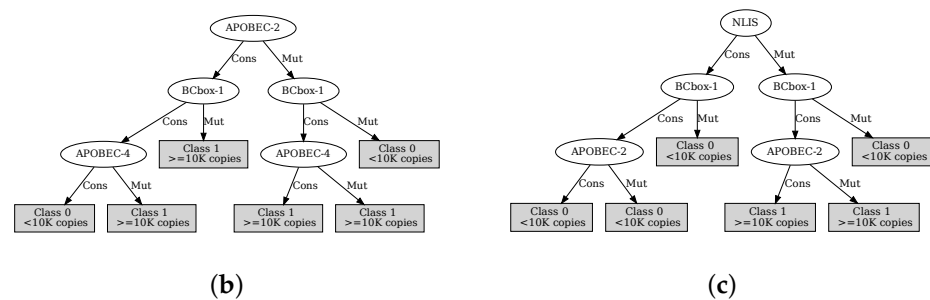 APOBEC-2
Cons Mut
BCbox-1 BCbox-1
Cons Mut Cons Mut
APOBEC-4 Class 1
>=10K copies APOBEC-4 Class 0
<10K copies
Cons Mut Cons Mut
Class 0
<10K copies Class 1
>=10K copies Class 1
>=10K copies Class 1
>=10K copies
(b)
NLIS
Cons Mut
BCbox-1 BCbox-1
Cons Mut Cons Mut
APOBEC-2 Class 0
<10K copies APOBEC-2 Class 0
<10K copies
Cons Mut Cons Mut
Class 0
<10K copies Class 0
<10K copies Class 1
>=10K copies Class 1
>=10K copies
(c)